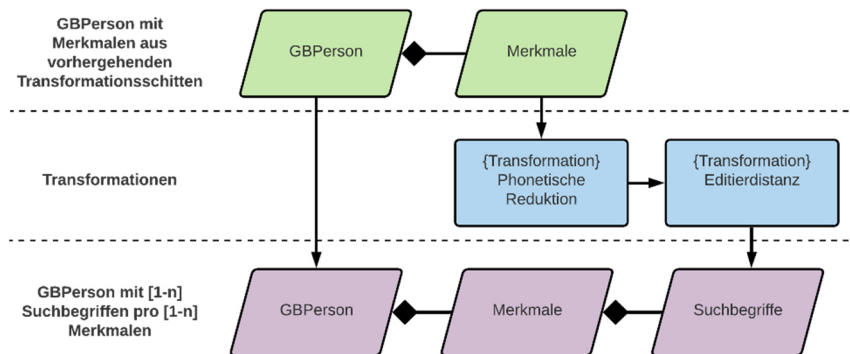 GBPerson mit
Merkmalen aus
vorhergehenden
Transformationsschitten
GBPerson
Merkmale
Transformationen
{Transformation}
Phonetische
Reduktion
{Transformation}
Editierdistanz
GBPerson mit [1-n]
Suchbegriffen pro [1-n]
Merkmalen
GBPerson
Merkmale
Suchbegriffe